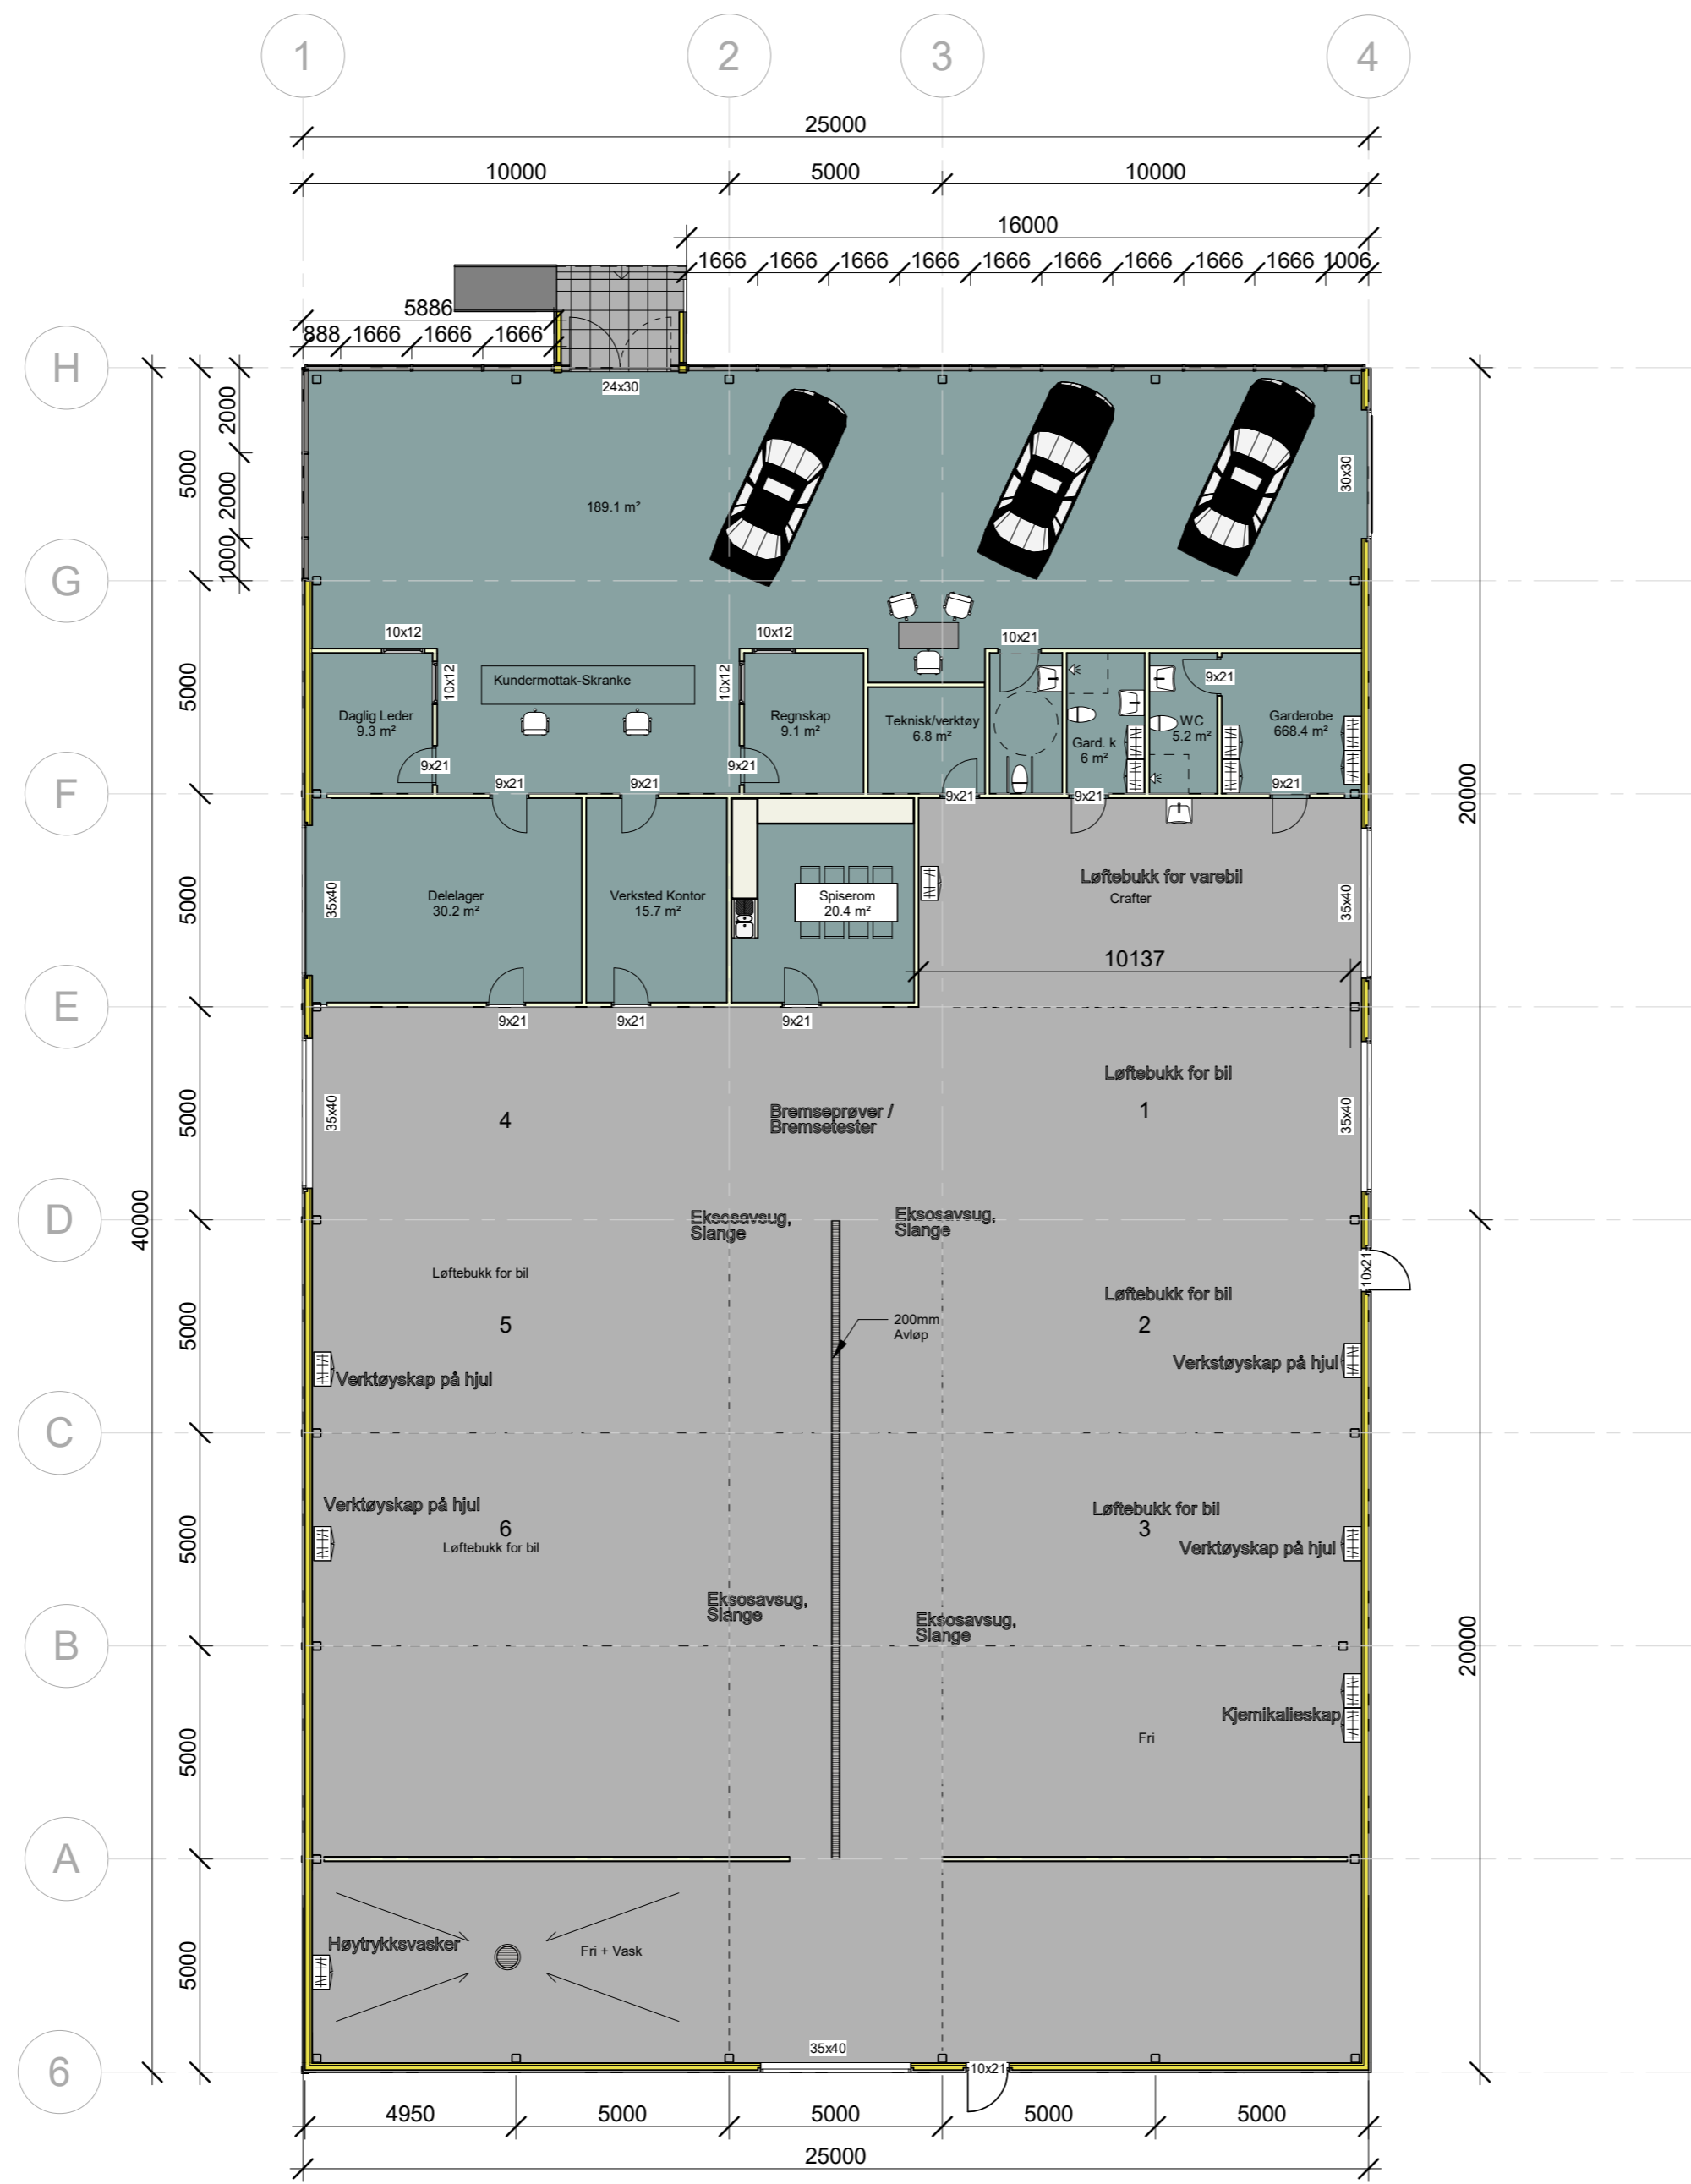 1
2
3
4
25000
10000
5000
10000
16000
1666
1666
1666
1666
1666
1666
1666
1666
1666
1006
5886
888
1666
1666
1666
H
24x30
2000
5000
2000
30x30
189.1 m²
1000
G
10x12
10x12
10x21
5000
10x12
10x12
Kundermottak-Skranke
9x21
Daglig Leder
9.3 m²
Regnskap
9.1 m²
Teknisk/verktøy
6.8 m²
Gard. k
6 m²
WC
5.2 m²
Garderobe
668.4 m²
9x21
9x21
9x21
9x21
F
9x21
9x21
9x21
20000
5000
35x40
Delelager
30.2 m²
Verksted Kontor
15.7 m²
Spiserom
20.4 m²
Løftebukk for varebil
Crafter
35x40
10137
E
9x21
9x21
9x21
Løftebukk for bil
1
5000
35x40
4
Bremseprøver /
Bremsetester
35x40
40000
D
Eksosavsug,
Slange
Eksosavsug,
Slange
10x21
Løftebukk for bil
5
5000
200mm
Avløp
Løftebukk for bil
2
Verktøyskap på hjul
Verkstøyskap på hjul
C
Verktøyskap på hjul
6
Løftebukk for bil
5000
Løftebukk for bil
3
Verktøyskap på hjul
Eksosavsug,
Slange
Eksosavsug,
Slange
B
20000
5000
Kjemikalieskap
Fri
A
5000
Høytrykksvasker
Fri + Vask
35x40
6
10x21
4950
5000
5000
5000
5000
25000